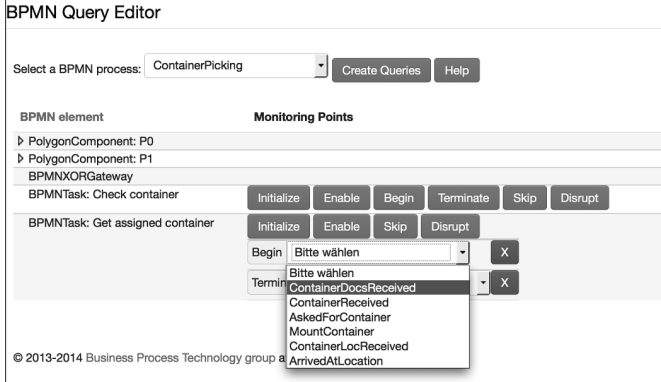 BPMN Query Editor
Select a BPMN process: ContainerPicking Create Queries Help
BPMN element Monitoring Points
PolygonComponent: P0
PolygonComponent: P1
BPMNXORGateway
BPMNTask: Check container Initialize Enable Begin Terminate Skip Disrupt
BPMNTask: Get assigned container Initialize Enable Skip Disrupt
Begin Bitte wählen X
Bitte wählen
Termin X
ContainerDocsReceived
ContainerReceived
AskedForContainer
MountContainer
ContainerLocReceived
ArrivedAtLocation
© 2013-2014 Business Process Technology group a